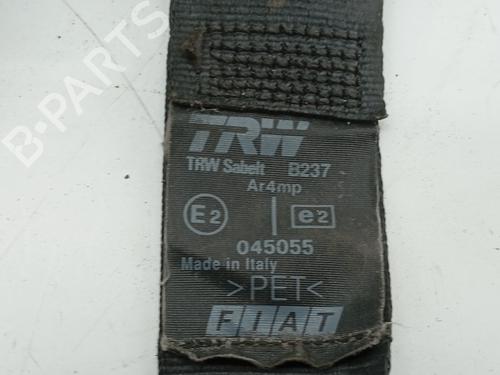 B-PARTS
TRW
TRW Sabelt B237
Ar4mp
E2 e2
045055
Made in Italy
>PET<
FIAT